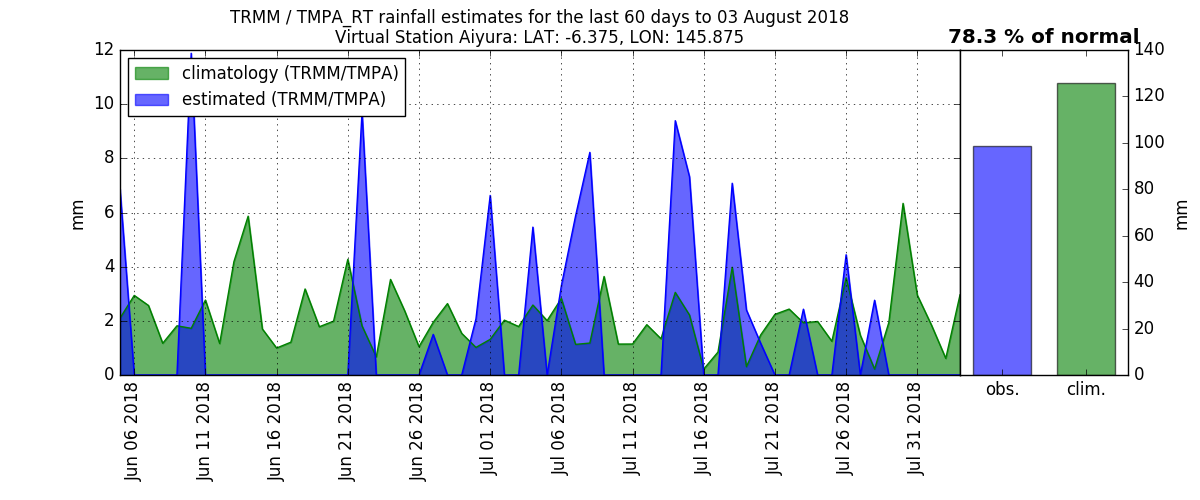 TRMM / TMPA_RT rainfall estimates for the last 60 days to 03 August 2018
Virtual Station Aiyura: LAT: -6.375, LON: 145.875
78.3 % of normal
climatology (TRMM/TMPA)
estimated (TRMM/TMPA)
mm
12
10
8
6
4
2
0
Jun 06 2018
Jun 11 2018
Jun 16 2018
Jun 21 2018
Jun 26 2018
Jul 01 2018
Jul 06 2018
Jul 11 2018
Jul 16 2018
Jul 21 2018
Jul 26 2018
Jul 31 2018
obs.
clim.
140
120
100
80
60
40
20
0
mm